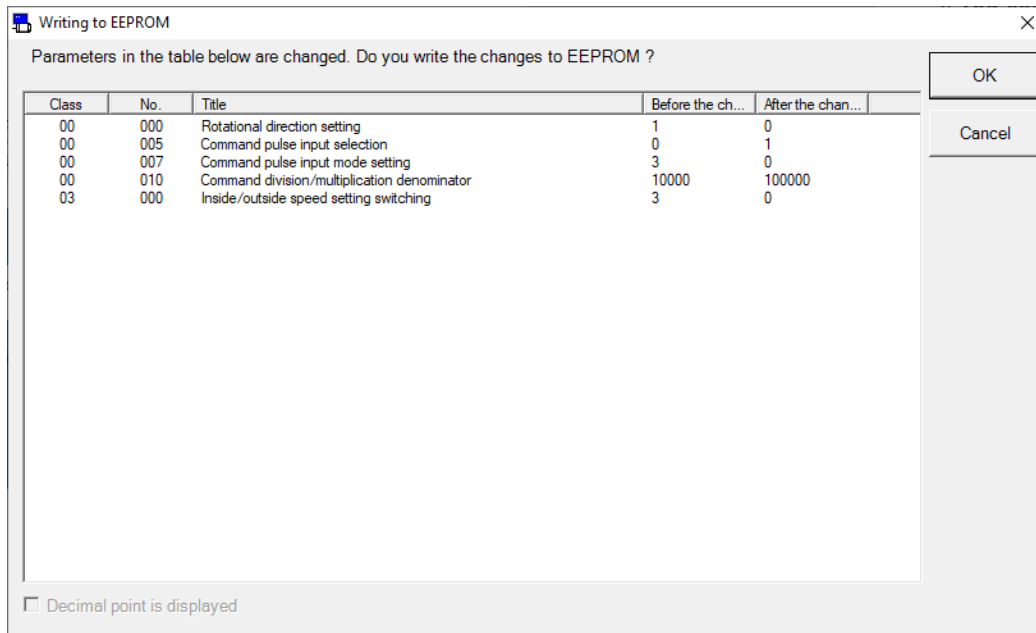 Writing to EEPROM
Parameters in the table below are changed. Do you write the changes to EEPROM ?
OK
Cancel
Class No. Title Before the ch... After the chan...
00 000 Rotational direction setting 1 0
00 005 Command pulse input selection 0 1
00 007 Command pulse input mode setting 3 0
00 010 Command division/multiplication denominator 10000 100000
03 000 Inside/outside speed setting switching 3 0
Decimal point is displayed